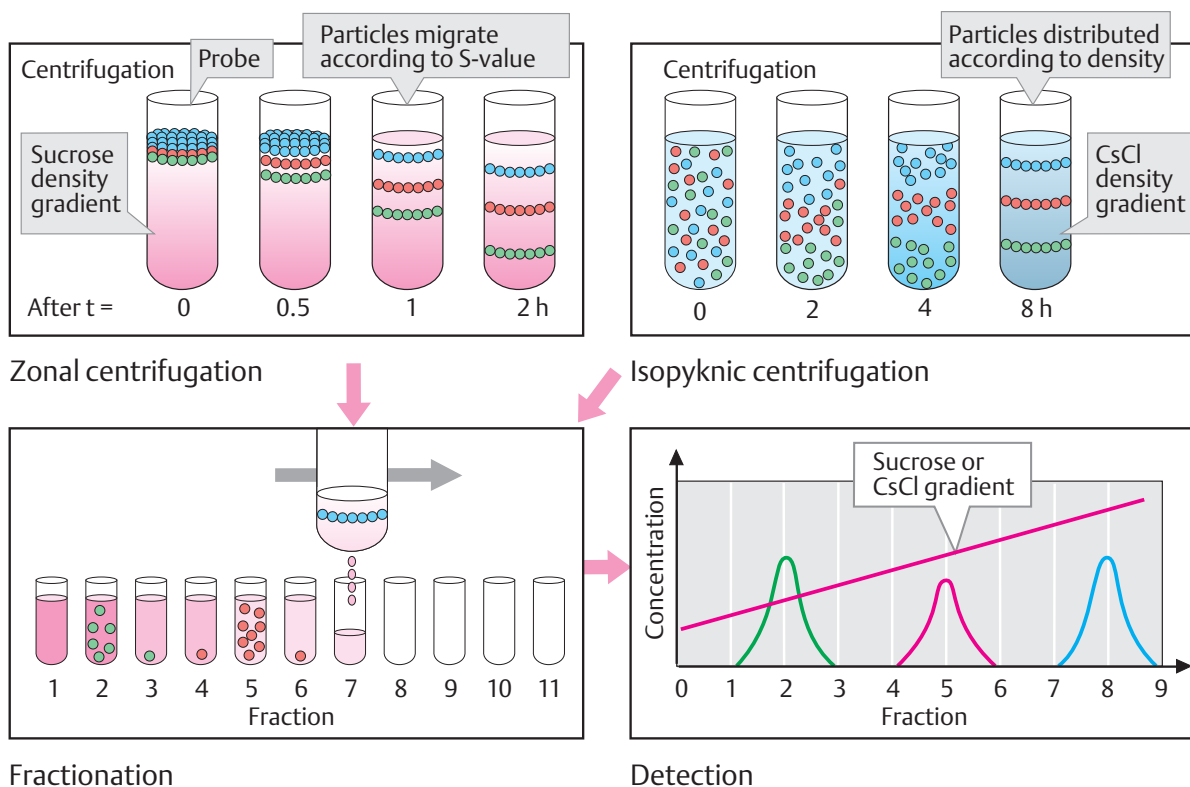 Centrifugation
Probe
Particles migrate
according to S-value
Sucrose
density
gradient
After t =
0
0.5
1
2 h
Zonal centrifugation
Centrifugation
Particles distributed
according to density
CsCl
density
gradient
0
2
4
8 h
Isopyknic centrifugation
1
2
3
4
5
6
7
8
9
10
11
Fraction
Fractionation
Sucrose or
CsCl gradient
Concentration
0
1
2
3
4
5
6
7
8
9
Fraction
Detection